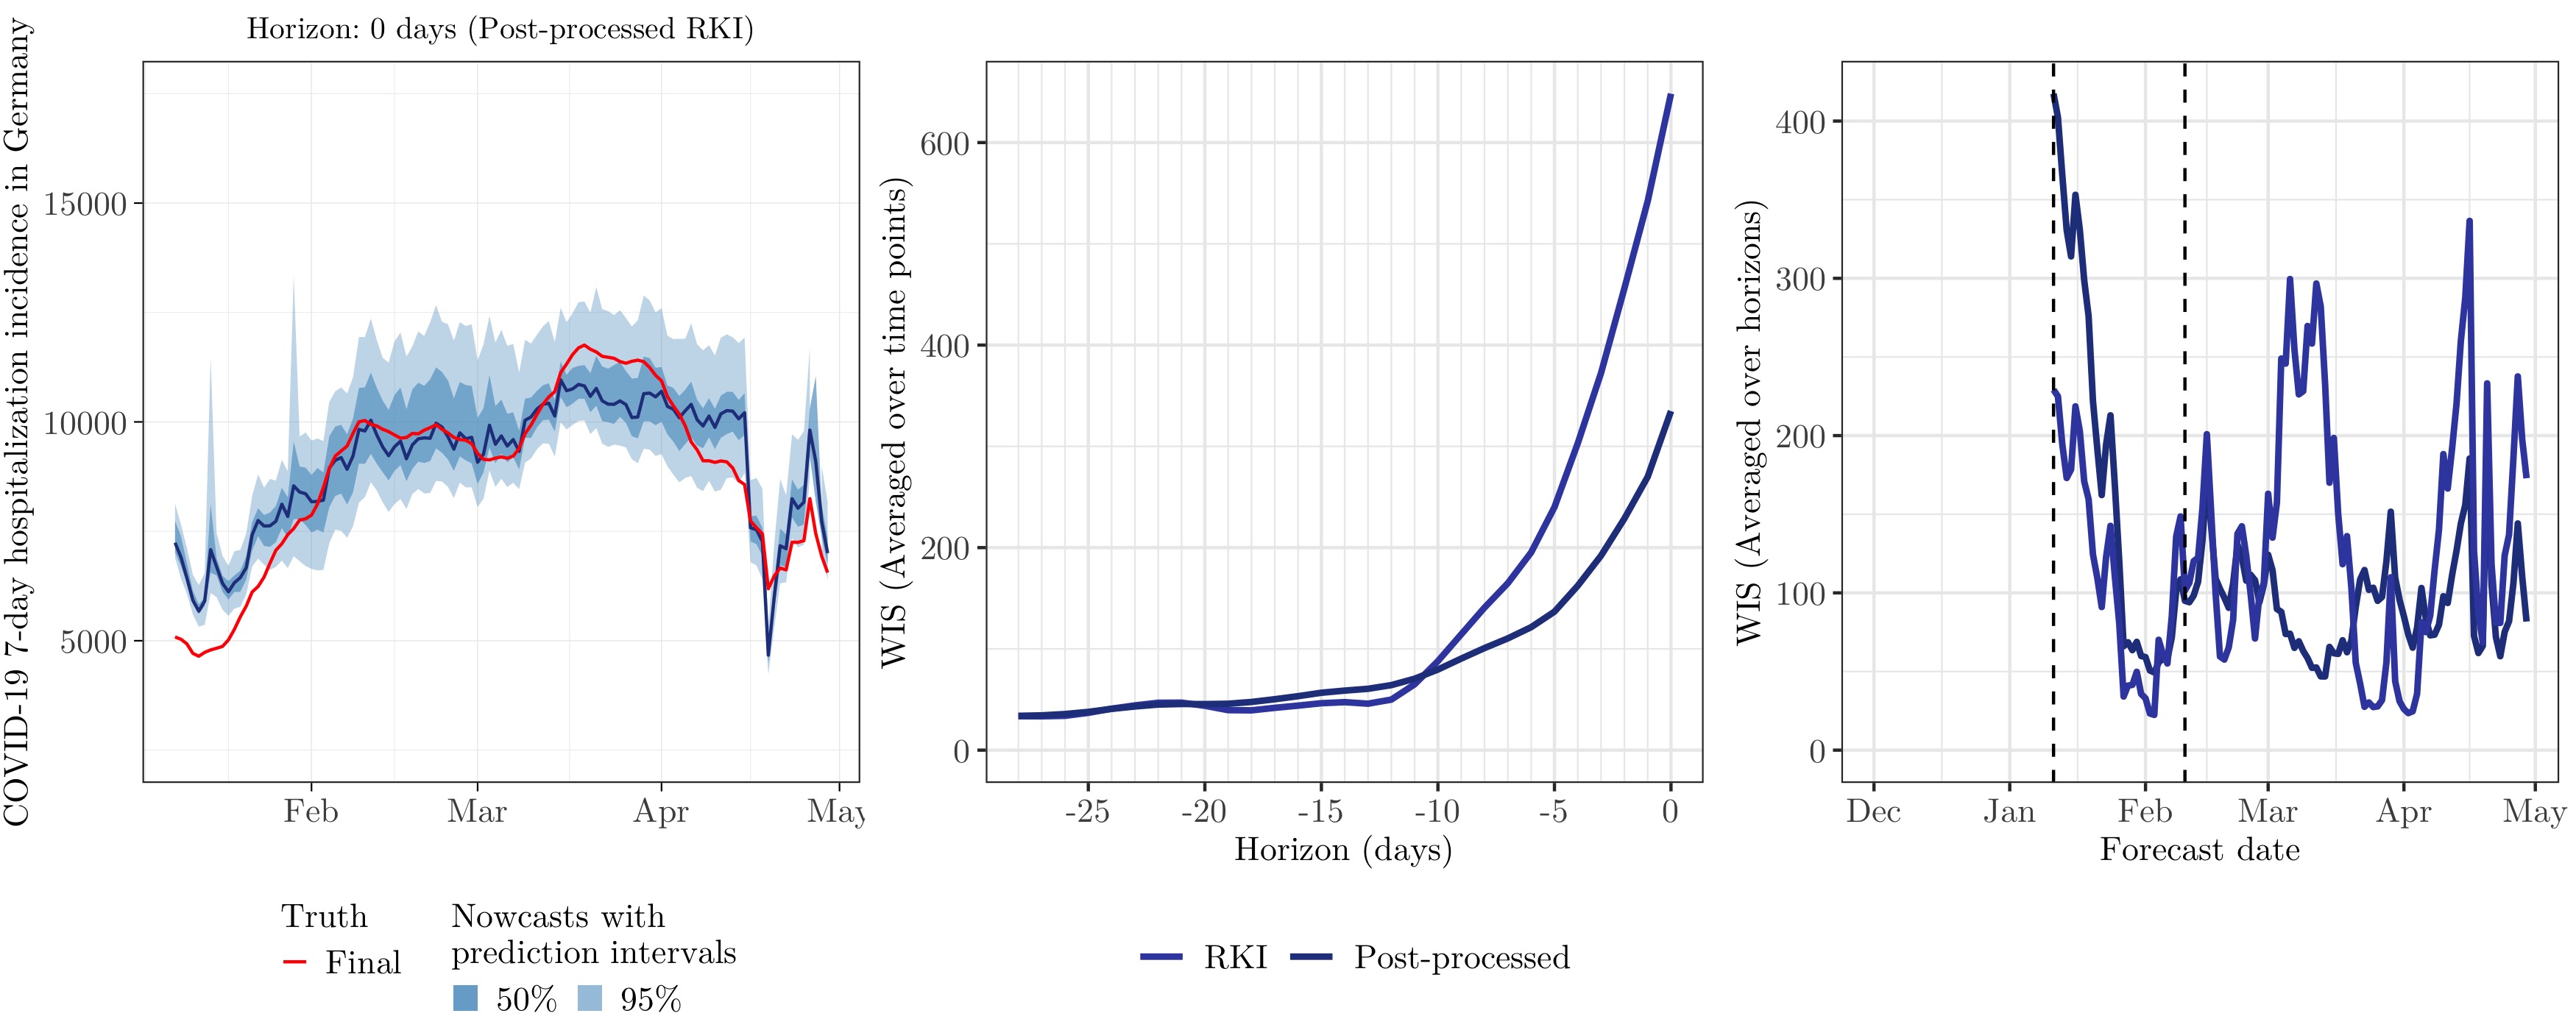 Horizon: 0 days (Post-processed RKI)
COVID-19 7-day hospitalization incidence in Germany
15000
10000
5000
Feb Mar Apr May
Truth
Final
Nowcasts with
prediction intervals
50% 95%
WIS (Averaged over time points)
600
400
200
0
-25 -20 -15 -10 -5 0
Horizon (days)
RKI Post-processed
WIS (Averaged over horizons)
400
300
200
100
0
Dec Jan Feb Mar Apr May
Forecast date